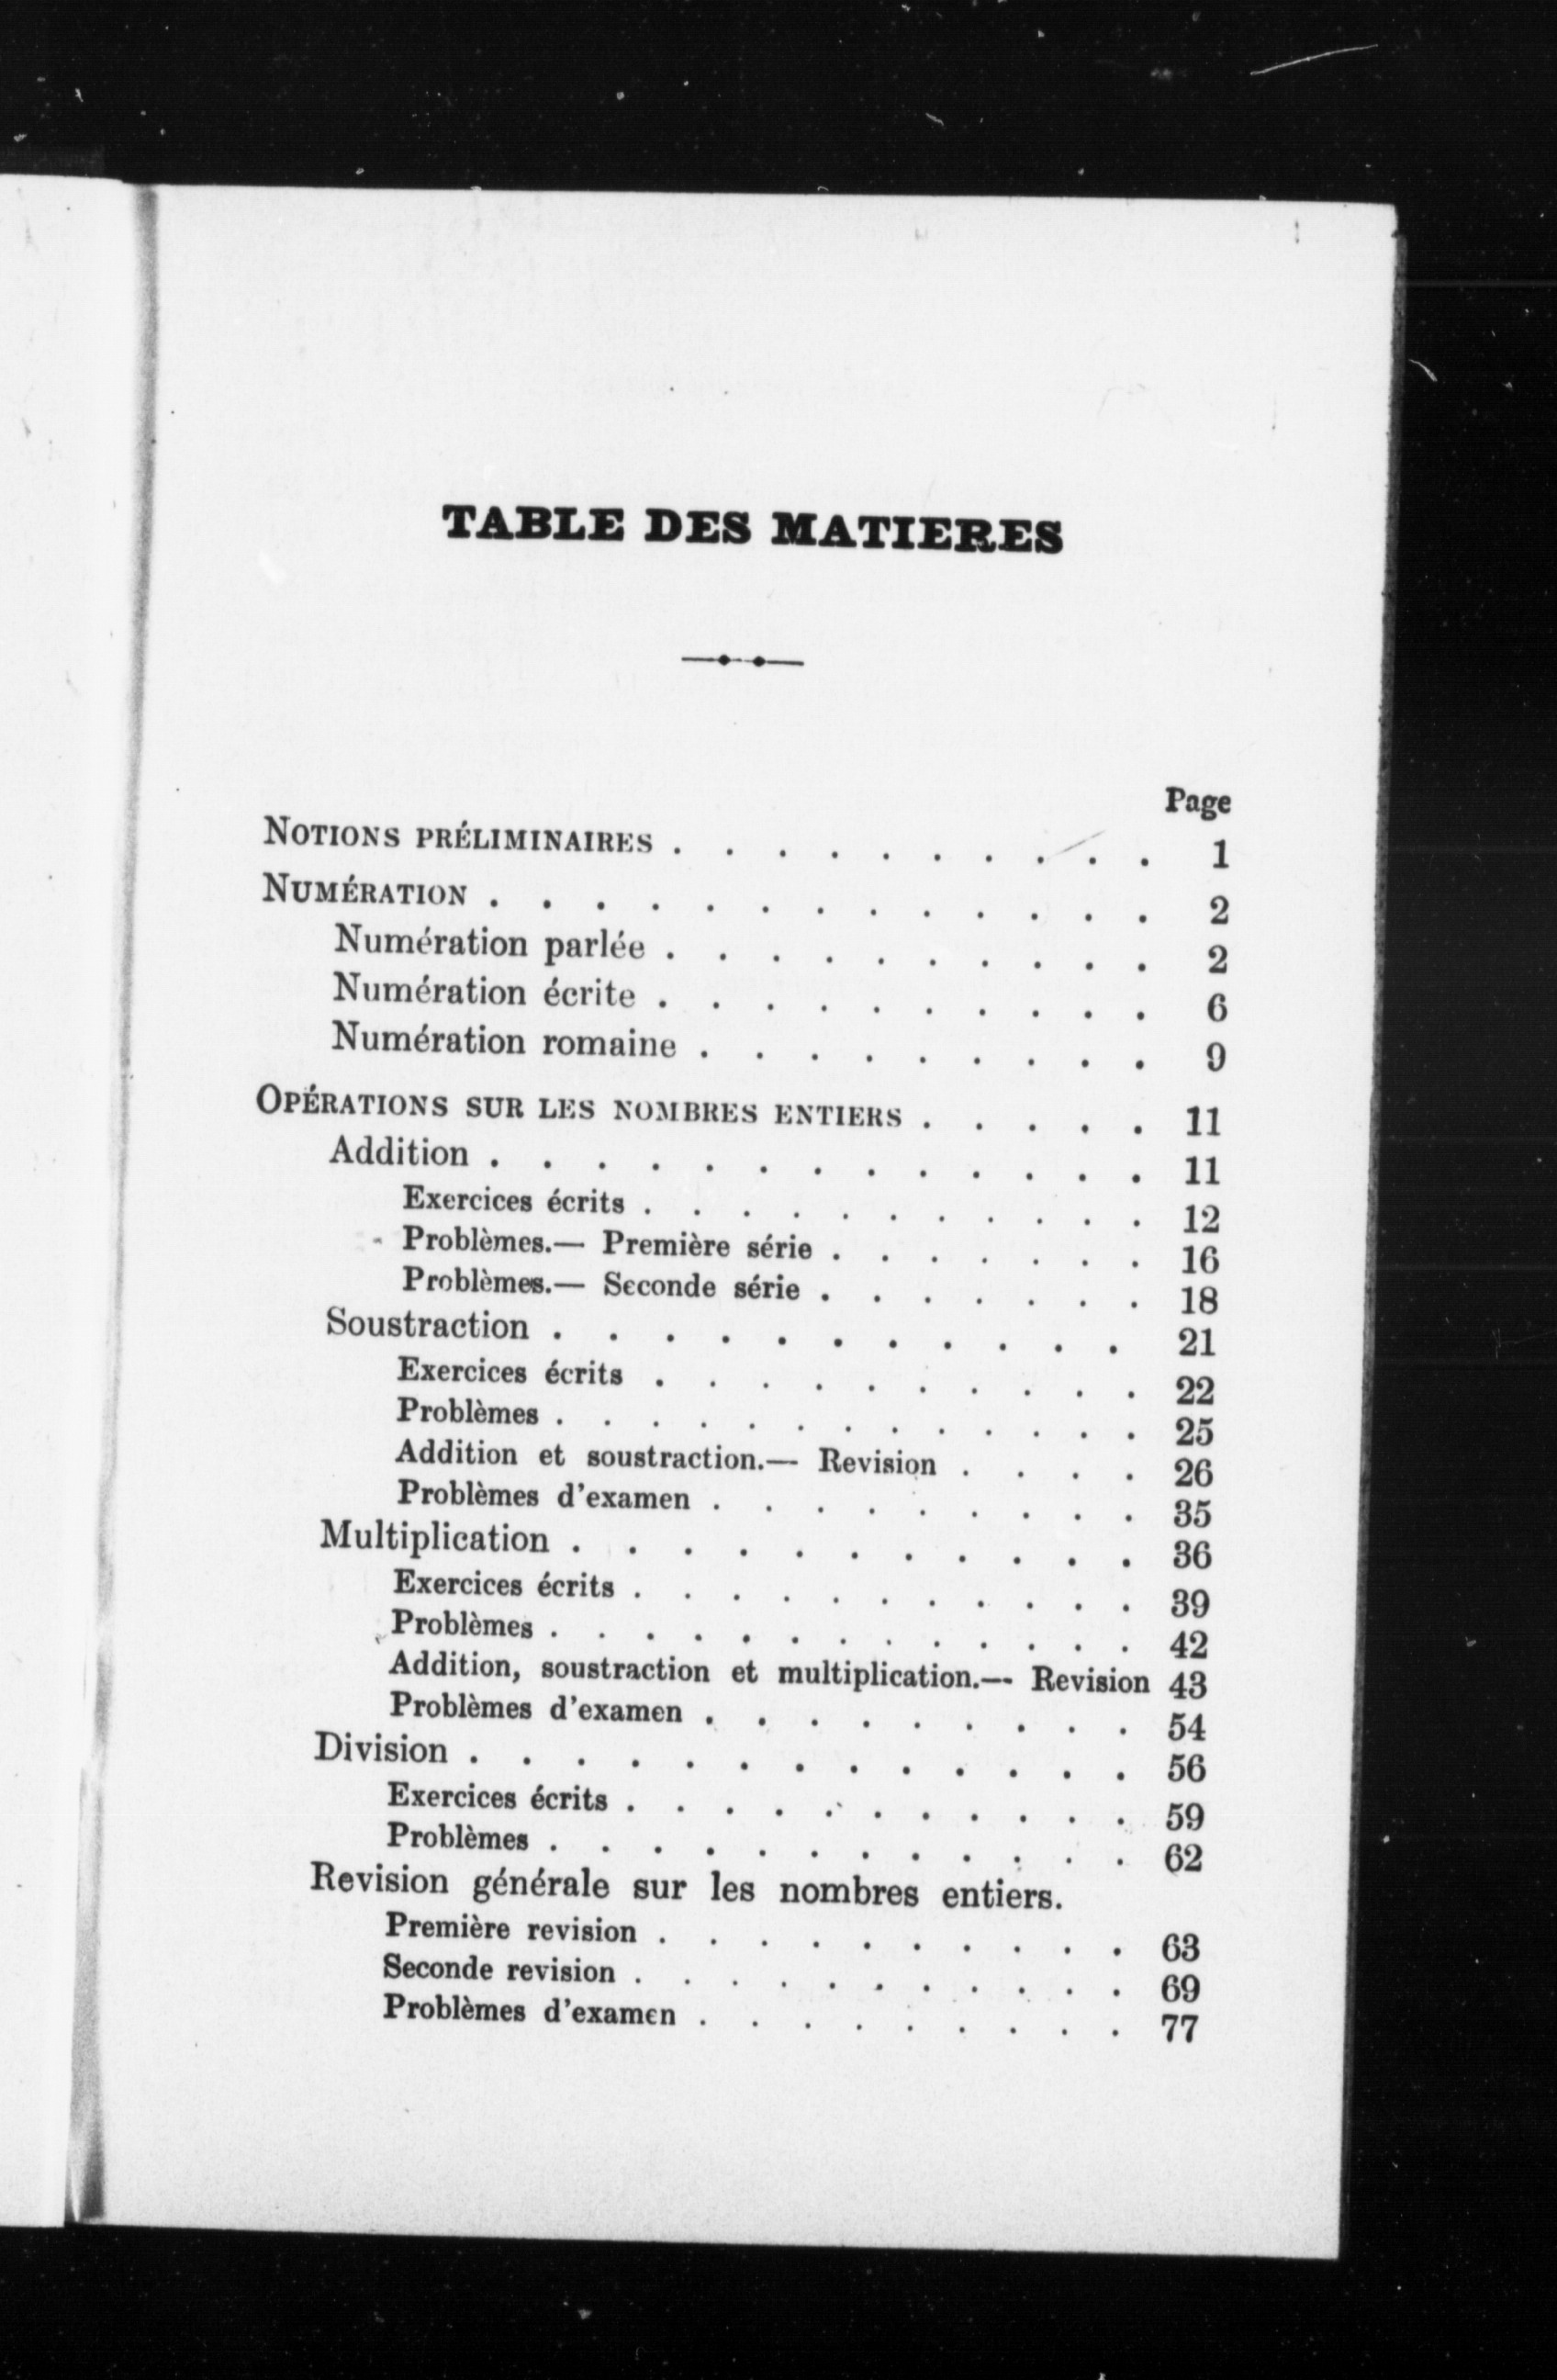 TABLE DES MATIERES
Page
NOTIONS PRÉLIMINAIRES . . . . . . . . . . 1
NUMÉRATION . . . . . . . . . . . . . 2
Numération parlée . . . . . . . . . . 2
Numération écrite . . . . . . . . . . 6
Numération romaine . . . . . . . . . 9
OPÉRATIONS SUR LES NOMBRES ENTIERS . . . . . 11
Addition . . . . . . . . . . . . . 11
Exercices écrits . . . . . . . . . . . 12
Problèmes.— Première série . . . . . . . 16
Problèmes.— Seconde série . . . . . . . 18
Soustraction . . . . . . . . . . . 21
Exercices écrits . . . . . . . . . . 22
Problèmes . . . . . . . . . . . . . 25
Addition et soustraction.— Revision . . . . 26
Problèmes d'examen . . . . . . . . . 35
Multiplication . . . . . . . . . . . 36
Exercices écrits . . . . . . . . . . . 39
Problèmes . . . . . . . . . . . . . 42
Addition, soustraction et multiplication.— Revision 43
Problèmes d'examen . . . . . . . . . 54
Division . . . . . . . . . . . . . 56
Exercices écrits . . . . . . . . . . . 59
Problèmes . . . . . . . . . . . . 62
Revision générale sur les nombres entiers.
Première revision . . . . . . . . . . 63
Seconde revision . . . . . . . . . . . 69
Problèmes d'examen . . . . . . . . . 77